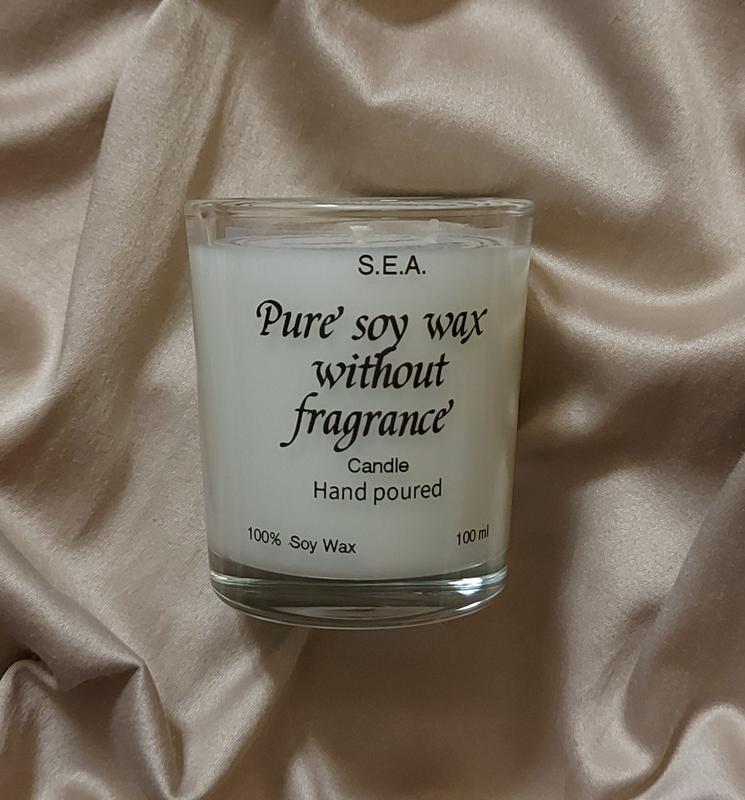 S.E.A.
Pure soy wax
without
fragrance
Candle
Hand poured
100% Soy Wax 100 ml